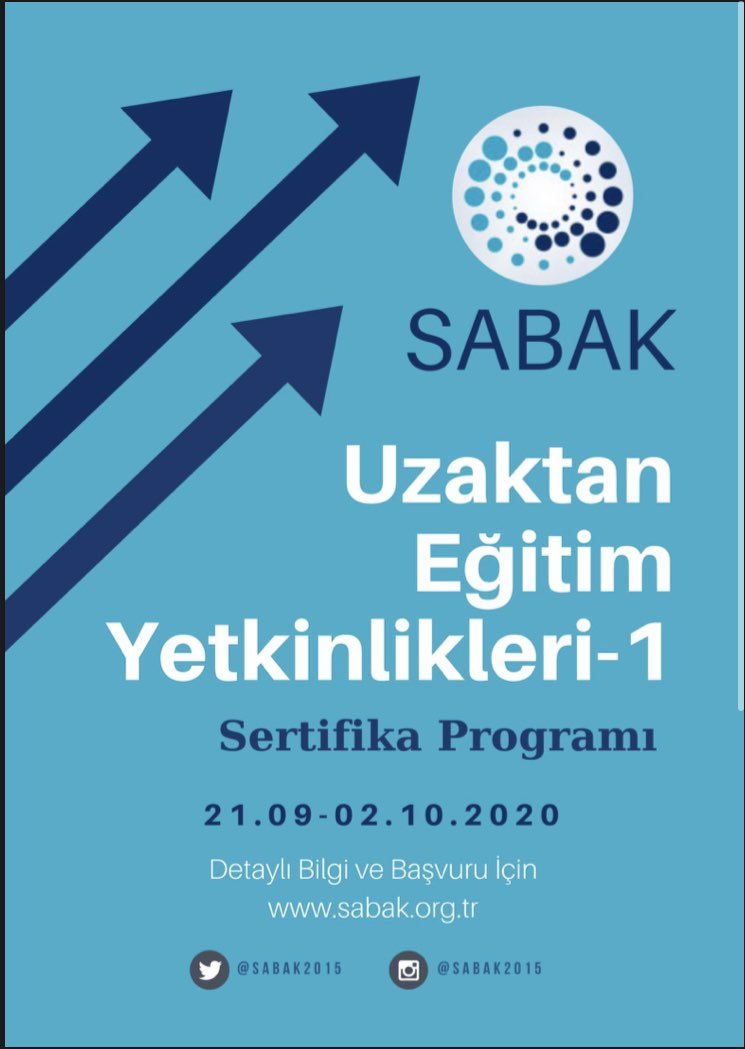 SABAK
Uzaktan
Eğitim
Yetkinlikleri-1
Sertifika Programı
21.09-02.10.2020
Detaylı Bilgi ve Başvuru İçin
www.sabak.org.tr
@SABAK2015 @SABAK2015